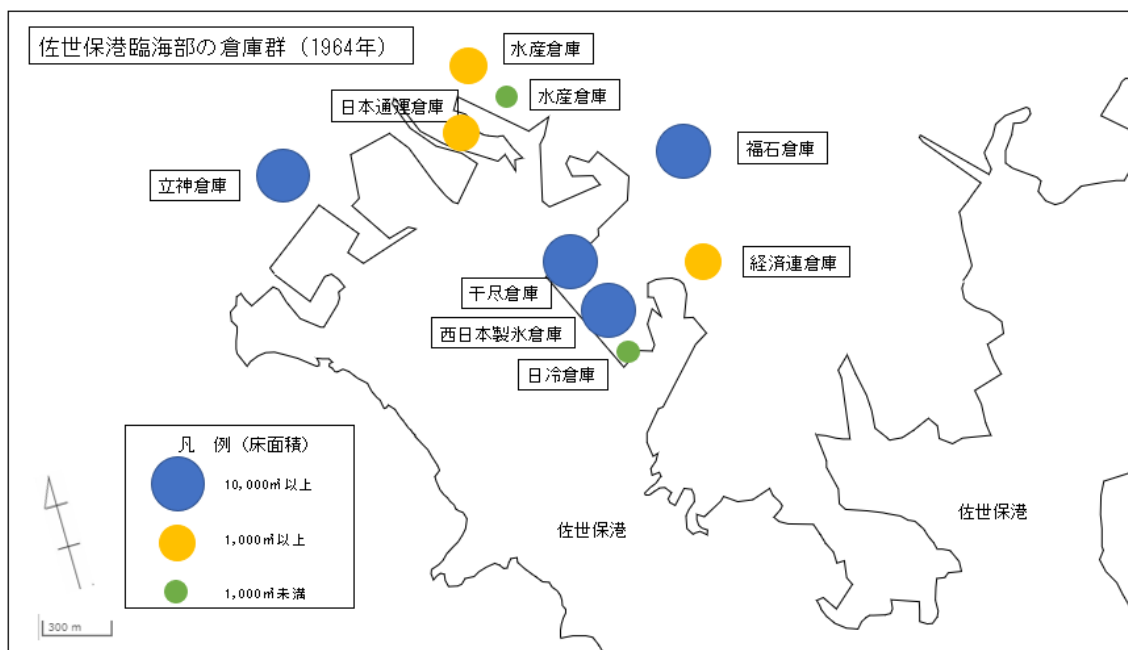 佐世保港臨海部の倉庫群（1964年）
水産倉庫
水産倉庫
日本通運倉庫
福石倉庫
立神倉庫
経済連倉庫
干尽倉庫
西日本製氷倉庫
日冷倉庫
凡　例（床面積）
10,000㎡以上
1,000㎡以上
1,000㎡未満
佐世保港
佐世保港
300 m